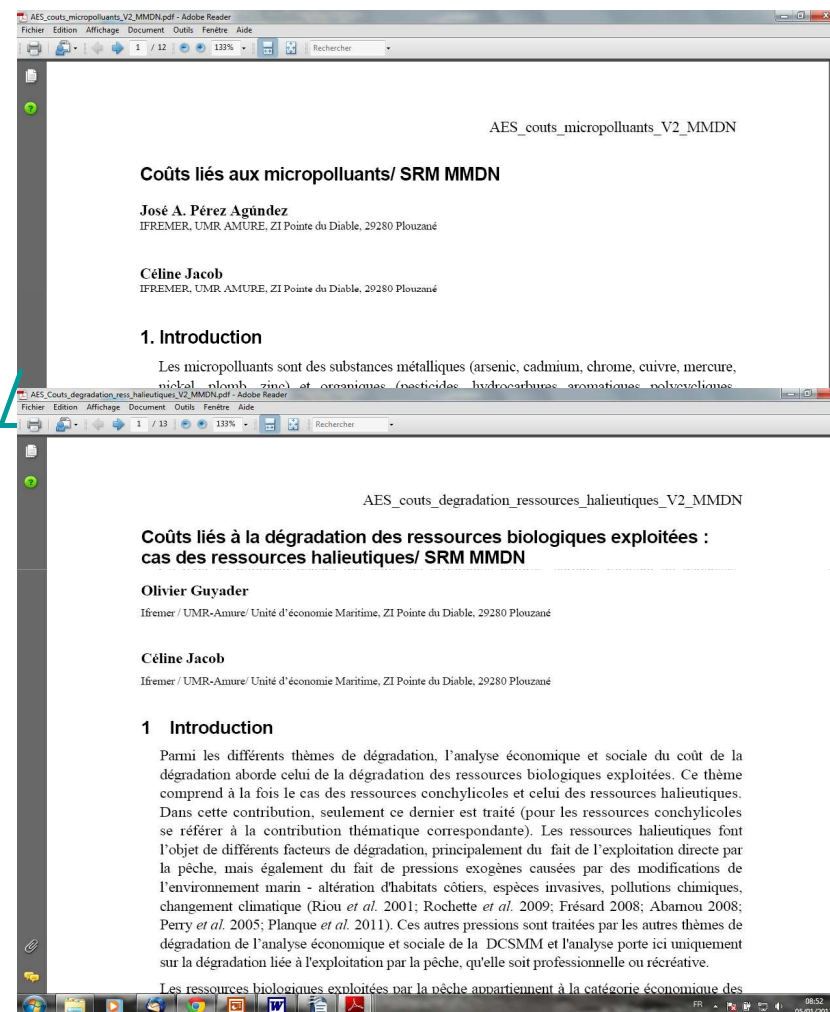 AES_couts_micropolluants_V2_MMDN.pdf - Adobe Reader
Fichier Edition Affichage Document Outils Fenêtre Aide
1 / 12 133% Rechercher
AES_couts_micropolluants_V2_MMDN
Coûts liés aux micropolluants/ SRM MMDN
José A. Pérez Agúndez
IFREMER, UMR AMURE, ZI Pointe du Diable, 29280 Plouzané
Céline Jacob
IFREMER, UMR AMURE, ZI Pointe du Diable, 29280 Plouzané
1. Introduction
Les micropolluants sont des substances métalliques (arsenic, cadmium, chrome, cuivre, mercure,
nickel, plomb, zinc) et organiques (pesticides, hydrocarbures aromatiques polycycliques,
AES_Couts_degradation_ress_halieutiques_V2_MMDN.pdf - Adobe Reader
Fichier Edition Affichage Document Outils Fenêtre Aide
1 / 13 133% Rechercher
AES_couts_degradation_ressources_halieutiques_V2_MMDN
Coûts liés à la dégradation des ressources biologiques exploitées :
cas des ressources halieutiques/ SRM MMDN
Olivier Guyader
Ifremer / UMR-Amure/ Unité d'économie Maritime, ZI Pointe du Diable, 29280 Plouzané
Céline Jacob
Ifremer / UMR-Amure/ Unité d'économie Maritime, ZI Pointe du Diable, 29280 Plouzané
1 Introduction
Parmi les différents thèmes de dégradation, l'analyse économique et sociale du coût de la
dégradation aborde celui de la dégradation des ressources biologiques exploitées. Ce thème
comprend à la fois le cas des ressources conchylicoles et celui des ressources halieutiques.
Dans cette contribution, seulement ce dernier est traité (pour les ressources conchylicoles
se référer à la contribution thématique correspondante). Les ressources halieutiques font
l'objet de différents facteurs de dégradation, principalement du fait de l'exploitation directe par
la pêche, mais également du fait de pressions exogènes causées par des modifications de
l'environnement marin - altération d'habitats côtiers, espèces invasives, pollutions chimiques,
changement climatique (Riou et al. 2001; Rochette et al. 2009; Frésard 2008; Abarnou 2008;
Perry et al. 2005; Planque et al. 2011). Ces autres pressions sont traitées par les autres thèmes de
dégradation de l'analyse économique et sociale de la DCSMM et l'analyse porte ici uniquement
sur la dégradation liée à l'exploitation par la pêche, qu'elle soit professionnelle ou récréative.
Les ressources biologiques exploitées par la pêche appartiennent à la catégorie économique des
FR 08:52